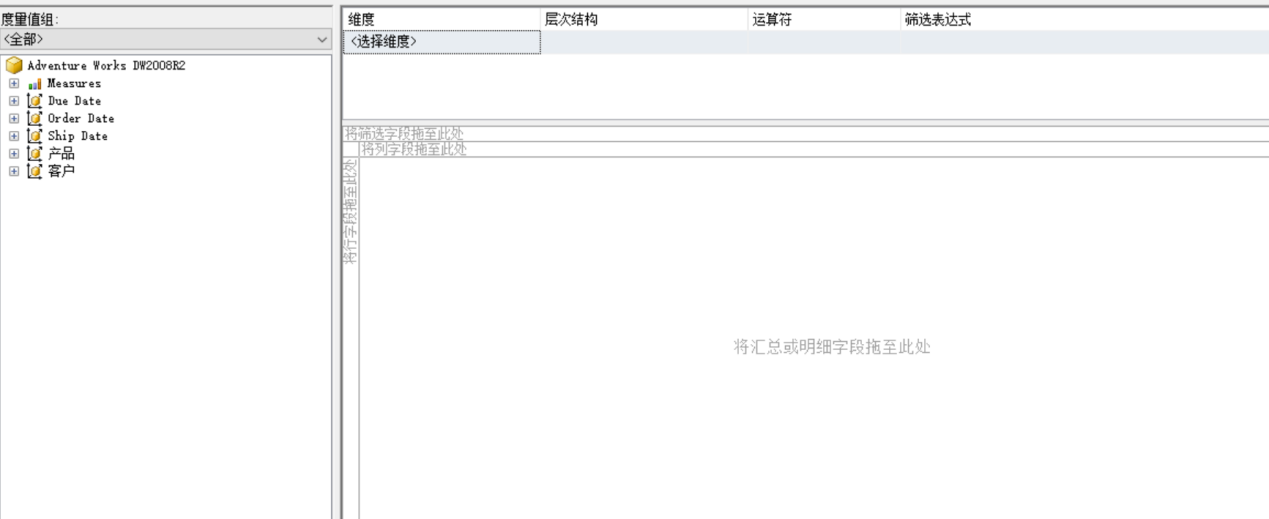 度量值组:
<全部>
Adventure Works DW2008R2
Measures
Due Date
Order Date
Ship Date
产品
客户
维度 层次结构 运算符 筛选表达式
<选择维度>
将筛选字段拖至此处
将列字段拖至此处
将行字段拖至此处
将汇总或明细字段拖至此处